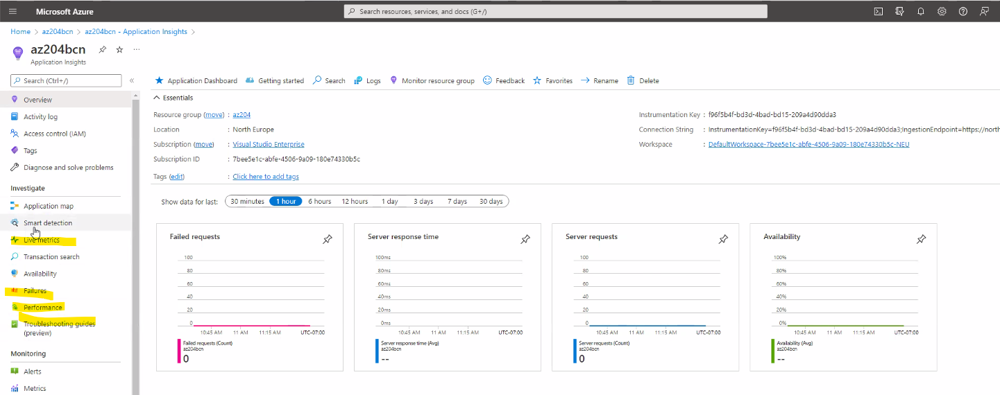 Microsoft Azure
Search resources, services, and docs (G+/)
Home > az204bcn > az204bcn - Application Insights >
az204bcn
Application Insights
Search (Ctrl+/)
Overview
Activity log
Access control (IAM)
Tags
Diagnose and solve problems
Investigate
Application map
Smart detection
Live metrics
Transaction search
Availability
Failures
Performance
Troubleshooting guides
(preview)
Monitoring
Alerts
Metrics
Application Dashboard Getting started Search Logs Monitor resource group Feedback Favorites Rename Delete
Essentials
Resource group (move) : az204
Location : North Europe
Subscription (move) : Visual Studio Enterprise
Subscription ID : 7bee5e1c-abfe-4506-9a09-180e74330b5c
Tags (edit) : Click here to add tags
Instrumentation Key : f96f5b4f-bd3d-4bad-bd15-209a4d90dda3
Connection String : InstrumentationKey=f96f5b4f-bd3d-4bad-bd15-209a4d90dda3;IngestionEndpoint=https://north
Workspace : DefaultWorkspace-7bee5e1c-abfe-4506-9a09-180e74330b5c-NEU
Show data for last: 30 minutes 1 hour 6 hours 12 hours 1 day 3 days 7 days 30 days
Failed requests
100
80
60
40
20
0
10:45 AM 11 AM 11:15 AM UTC-07:00
Failed requests (Count)
az204bcn
0
Server response time
100ms
80ms
60ms
40ms
20ms
0ms
10:45 AM 11 AM 11:15 AM UTC-07:00
Server response time (Avg)
az204bcn
--
Server requests
100
80
60
40
20
0
10:45 AM 11 AM 11:15 AM UTC-07:00
Server requests (Count)
az204bcn
0
Availability
100%
80%
60%
40%
20%
0%
10:45 AM 11 AM 11:15 AM UTC-07:00
Availability (Avg)
az204bcn
--